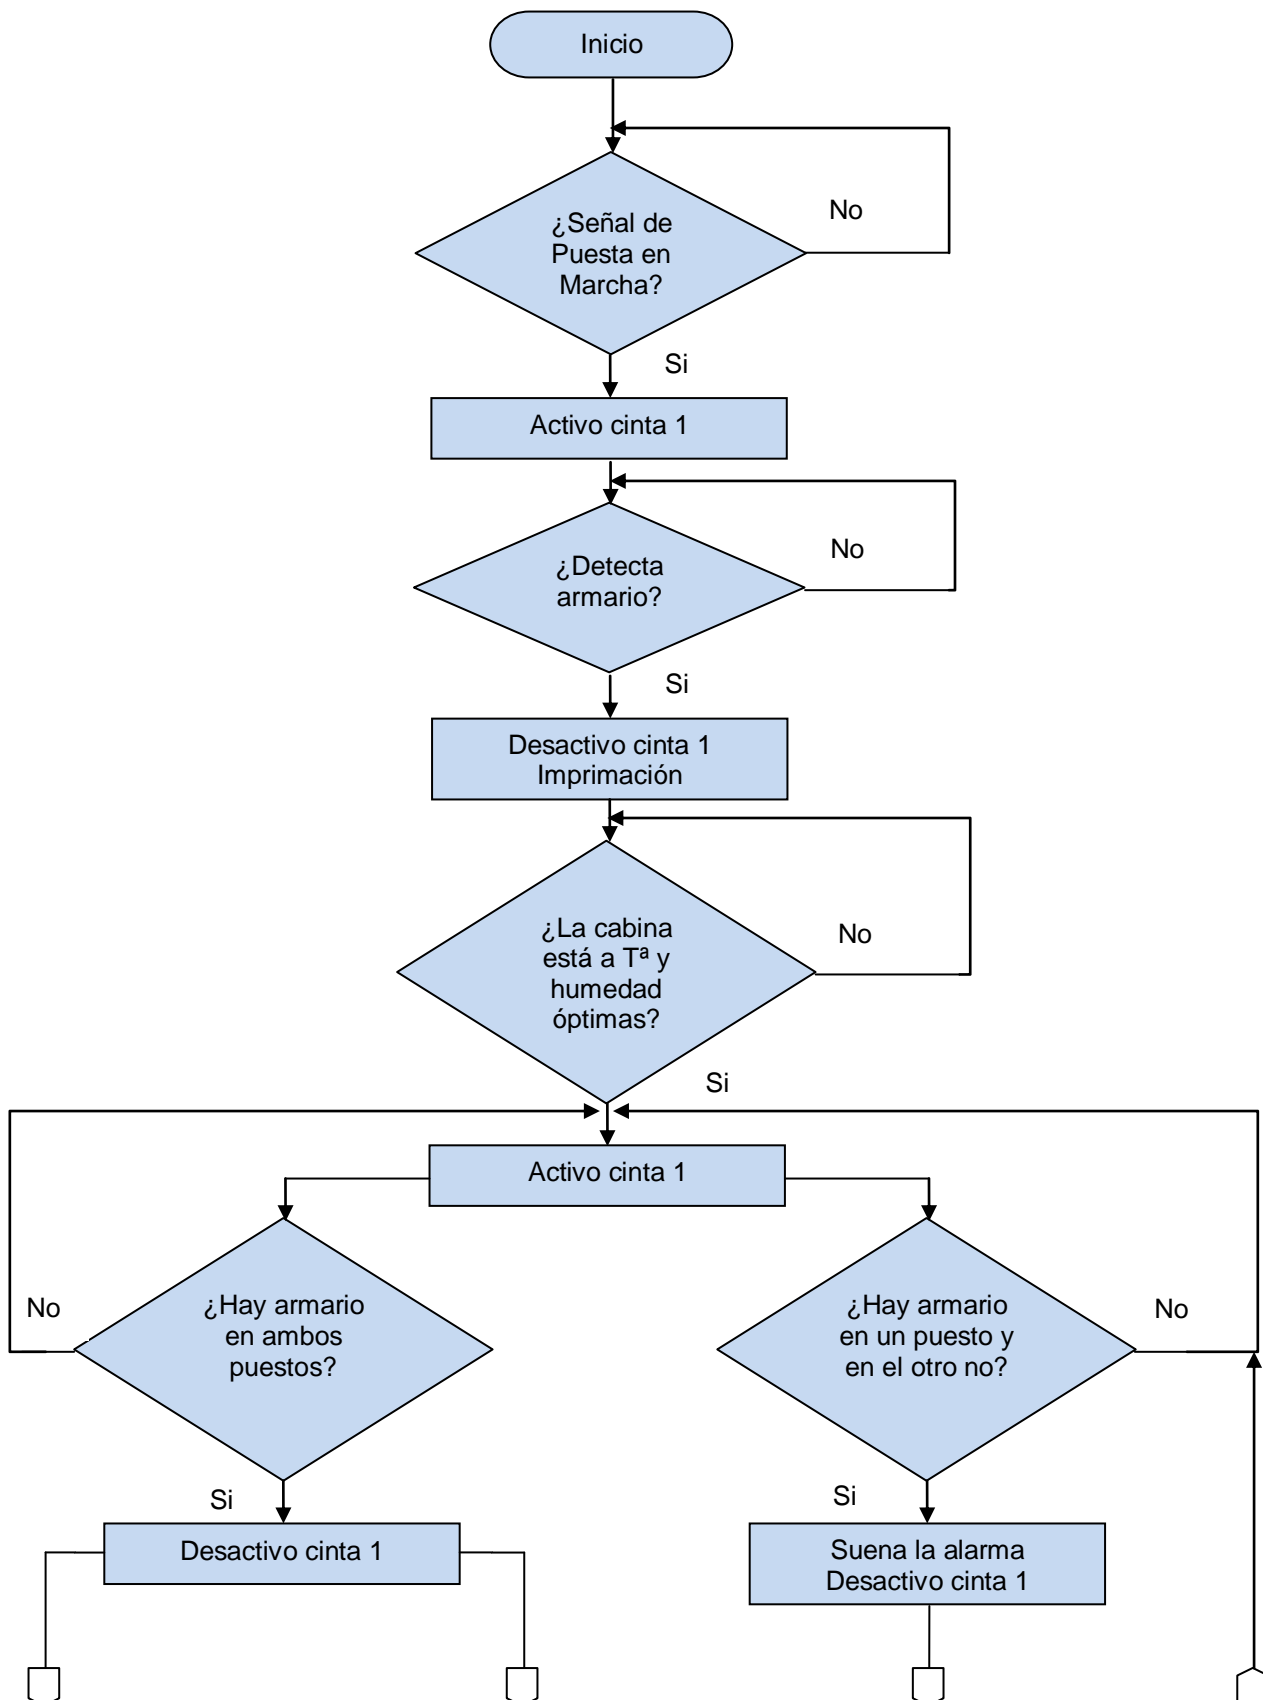 Inicio
¿Señal de
Puesta en
Marcha?
No
Si
Activo cinta 1
¿Detecta
armario?
No
Si
Desactivo cinta 1
Imprimación
¿La cabina
está a Tª y
humedad
óptimas?
No
Si
Activo cinta 1
¿Hay armario
en ambos
puestos?
No
Si
¿Hay armario
en un puesto y
en el otro no?
No
Si
Desactivo cinta 1
Suena la alarma
Desactivo cinta 1